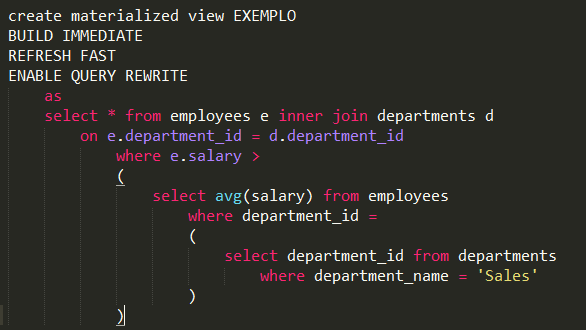 create materialized view EXEMPLO
BUILD IMMEDIATE
REFRESH FAST
ENABLE QUERY REWRITE
as
select * from employees e inner join departments d
on e.department_id = d.department_id
where e.salary >
(
select avg(salary) from employees
where department_id =
(
select department_id from departments
where department_name = 'Sales'
)
)